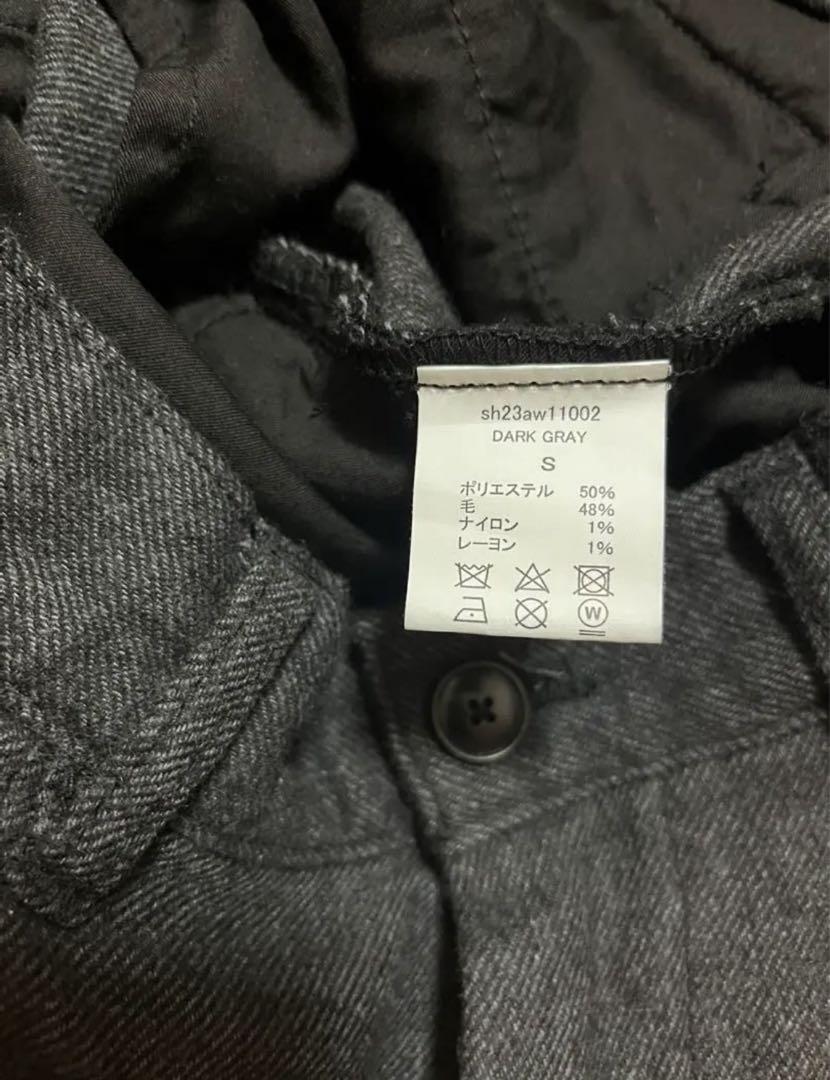 sh23aw11002
DARK GRAY
S
ポリエステル 50%
毛 48%
ナイロン 1%
レーヨン 1%
W